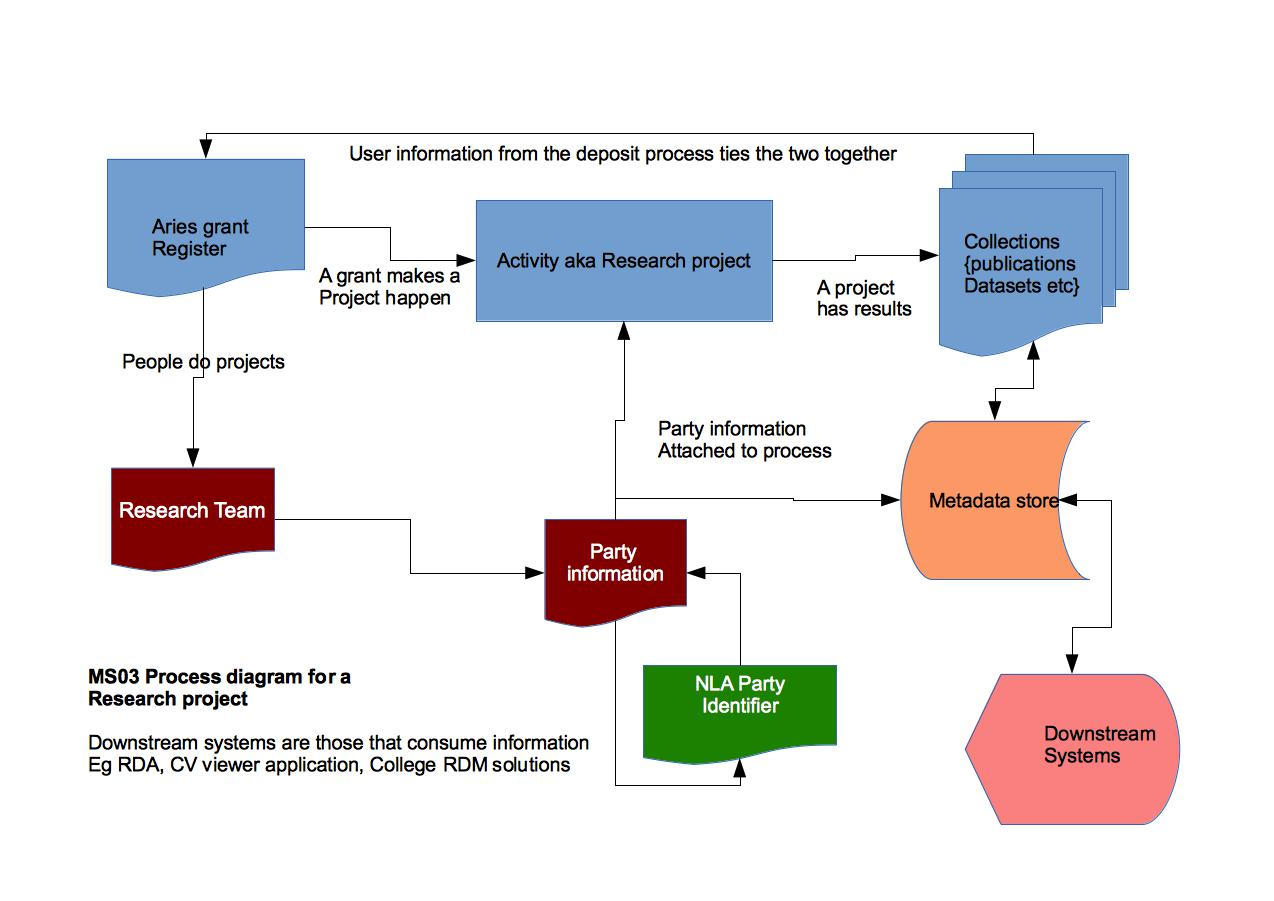 User information from the deposit process ties the two together
Aries grant
Register
A grant makes a
Project happen
Activity aka Research project
A project
has results
Collections
{publications
Datasets etc}
People do projects
Party information
Attached to process
Research Team
Party
information
Metadata store
NLA Party
Identifier
MS03 Process diagram for a
Research project
Downstream systems are those that consume information
Eg RDA, CV viewer application, College RDM solutions
Downstream
Systems